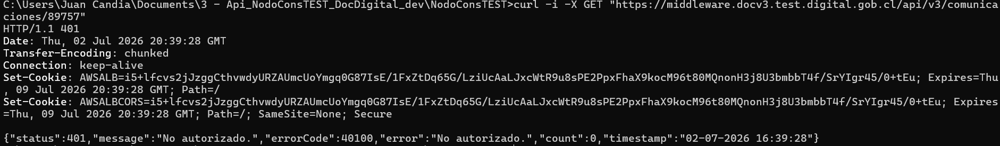 C:\Users\Juan Candia\Documents\3 - Api_NodoConsTEST_DocDigital_dev\NodoConsTEST>curl -i -X GET "https://middleware.docv3.test.digital.gob.cl/api/v3/comunica
ciones/89757"
HTTP/1.1 401
Date: Thu, 02 Jul 2026 20:39:28 GMT
Transfer-Encoding: chunked
Connection: keep-alive
Set-Cookie: AWSALB=i5+lfcvs2jJzggCthvwdyURZAUmcUoYmgq0G87IsE/1FxZtDq65G/LziUcAaLJxcWtR9u8sPE2PpxFhaX9kocM96t80MQnonH3j8U3bmbbT4f/SrYIgr45/0+tEu; Expires=Thu
, 09 Jul 2026 20:39:28 GMT; Path=/
Set-Cookie: AWSALBCORS=i5+lfcvs2jJzggCthvwdyURZAUmcUoYmgq0G87IsE/1FxZtDq65G/LziUcAaLJxcWtR9u8sPE2PpxFhaX9kocM96t80MQnonH3j8U3bmbbT4f/SrYIgr45/0+tEu; Expires
=Thu, 09 Jul 2026 20:39:28 GMT; Path=/; SameSite=None; Secure
{"status":401,"message":"No autorizado.","errorCode":40100,"error":"No autorizado.","count":0,"timestamp":"02-07-2026 16:39:28"}